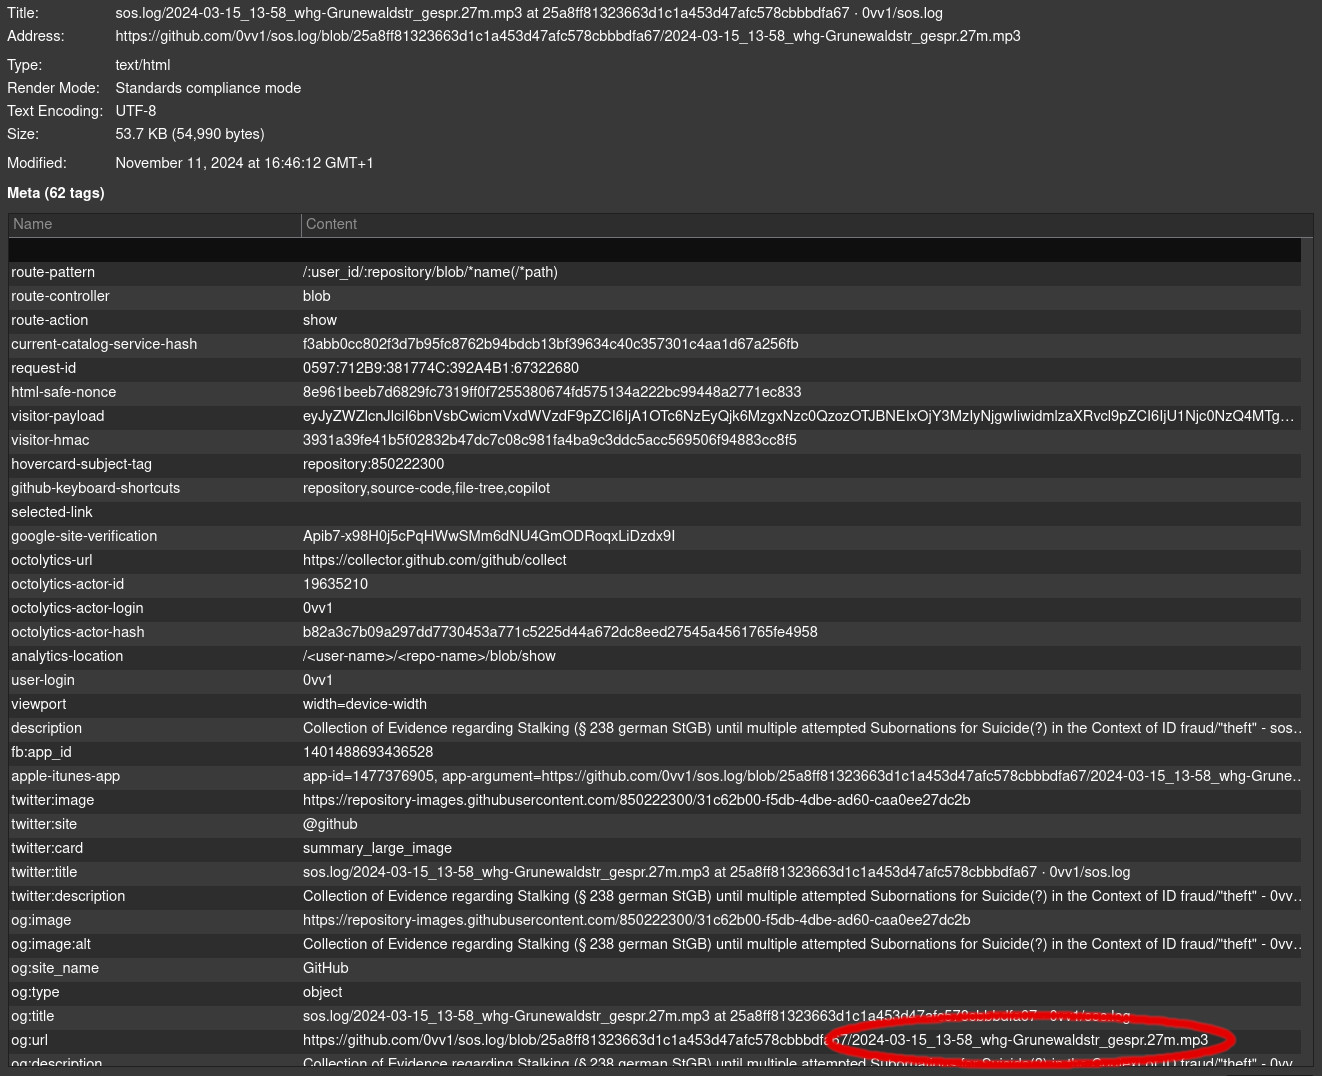 Title: sos.log/2024-03-15_13-58_whg-Grunewaldstr_gespr.27m.mp3 at 25a8ff81323663d1c1a453d47afc578cbbbdfa67 · 0vv1/sos.log
Address: https://github.com/0vv1/sos.log/blob/25a8ff81323663d1c1a453d47afc578cbbbdfa67/2024-03-15_13-58_whg-Grunewaldstr_gespr.27m.mp3
Type: text/html
Render Mode: Standards compliance mode
Text Encoding: UTF-8
Size: 53.7 KB (54,990 bytes)
Modified: November 11, 2024 at 16:46:12 GMT+1
Meta (62 tags)
Name Content
route-pattern /:user_id/:repository/blob/*name(/*path)
route-controller blob
route-action show
current-catalog-service-hash f3abb0cc802f3d7b95fc8762b94bdcb13bf39634c40c357301c4aa1d67a256fb
request-id 0597:712B9:381774C:392A4B1:67322680
html-safe-nonce 8e961beeb7d6829fc7319ff0f7255380674fd575134a222bc99448a2771ec833
visitor-payload eyJyZWZlcnJlciI6bnVsbCwicmVxdWVzdF9pZCI6IjA1OTc6NzEyQjk6MzgxNzc0QzozOTJBNEIxOjY3MzIyNjgwIiwidmlzaXRvcl9pZCI6IjU1Njc0NzQ4MTg…
visitor-hmac 3931a39fe41b5f02832b47dc7c08c981fa4ba9c3ddc5acc569506f94883cc8f5
hovercard-subject-tag repository:850222300
github-keyboard-shortcuts repository,source-code,file-tree,copilot
selected-link
google-site-verification Apib7-x98H0j5cPqHWwSMm6dNU4GmODRoqxLiDzdx9I
octolytics-url https://collector.github.com/github/collect
octolytics-actor-id 19635210
octolytics-actor-login 0vv1
octolytics-actor-hash b82a3c7b09a297dd7730453a771c5225d44a672dc8eed27545a4561765fe4958
analytics-location /<user-name>/<repo-name>/blob/show
user-login 0vv1
viewport width=device-width
description Collection of Evidence regarding Stalking (§ 238 german StGB) until multiple attempted Subornations for Suicide(?) in the Context of ID fraud/"theft" - sos…
fb:app_id 1401488693436528
apple-itunes-app app-id=1477376905, app-argument=https://github.com/0vv1/sos.log/blob/25a8ff81323663d1c1a453d47afc578cbbbdfa67/2024-03-15_13-58_whg-Grune…
twitter:image https://repository-images.githubusercontent.com/850222300/31c62b00-f5db-4dbe-ad60-caa0ee27dc2b
twitter:site @github
twitter:card summary_large_image
twitter:title sos.log/2024-03-15_13-58_whg-Grunewaldstr_gespr.27m.mp3 at 25a8ff81323663d1c1a453d47afc578cbbbdfa67 · 0vv1/sos.log
twitter:description Collection of Evidence regarding Stalking (§ 238 german StGB) until multiple attempted Subornations for Suicide(?) in the Context of ID fraud/"theft" - 0vv…
og:image https://repository-images.githubusercontent.com/850222300/31c62b00-f5db-4dbe-ad60-caa0ee27dc2b
og:image:alt Collection of Evidence regarding Stalking (§ 238 german StGB) until multiple attempted Subornations for Suicide(?) in the Context of ID fraud/"theft" - 0vv…
og:site_name GitHub
og:type object
og:title sos.log/2024-03-15_13-58_whg-Grunewaldstr_gespr.27m.mp3 at 25a8ff81323663d1c1a453d47afc578cbbbdfa67 · 0vv1/sos.log
og:url https://github.com/0vv1/sos.log/blob/25a8ff81323663d1c1a453d47afc578cbbbdfa67/2024-03-15_13-58_whg-Grunewaldstr_gespr.27m.mp3
og:description Collection of Evidence regarding Stalking (§ 238 german StGB) until multiple attempted Subornations for Suicide(?) in the Context of ID fraud/"theft" - 0vv…